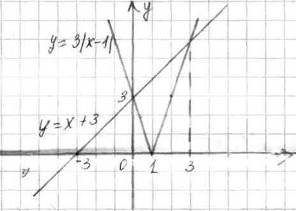 y
y = 3|x-1|
3
y = x + 3
-3 0 1 3